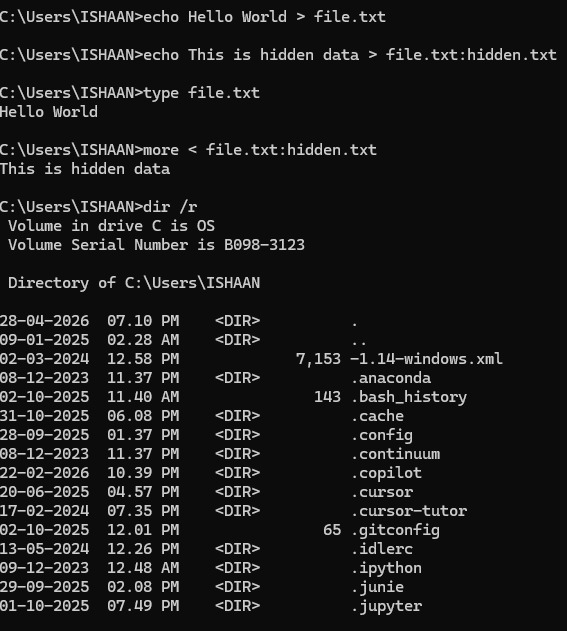 C:\Users\ISHAAN>echo Hello World > file.txt
C:\Users\ISHAAN>echo This is hidden data > file.txt:hidden.txt
C:\Users\ISHAAN>type file.txt
Hello World
C:\Users\ISHAAN>more < file.txt:hidden.txt
This is hidden data
C:\Users\ISHAAN>dir /r
 Volume in drive C is OS
 Volume Serial Number is B098-3123
 Directory of C:\Users\ISHAAN
28-04-2026  07.10 PM    <DIR>          .
09-01-2025  02.28 AM    <DIR>          ..
02-03-2024  12.58 PM             7,153 -1.14-windows.xml
08-12-2023  11.37 PM    <DIR>          .anaconda
02-10-2025  11.40 AM               143 .bash_history
31-10-2025  06.08 PM    <DIR>          .cache
28-09-2025  01.37 PM    <DIR>          .config
08-12-2023  11.37 PM    <DIR>          .continuum
22-02-2026  10.39 PM    <DIR>          .copilot
20-06-2025  04.57 PM    <DIR>          .cursor
17-02-2024  07.35 PM    <DIR>          .cursor-tutor
02-10-2025  12.01 PM                65 .gitconfig
13-05-2024  12.26 PM    <DIR>          .idlerc
09-12-2023  12.48 AM    <DIR>          .ipython
29-09-2025  02.08 PM    <DIR>          .junie
01-10-2025  07.49 PM    <DIR>          .jupyter